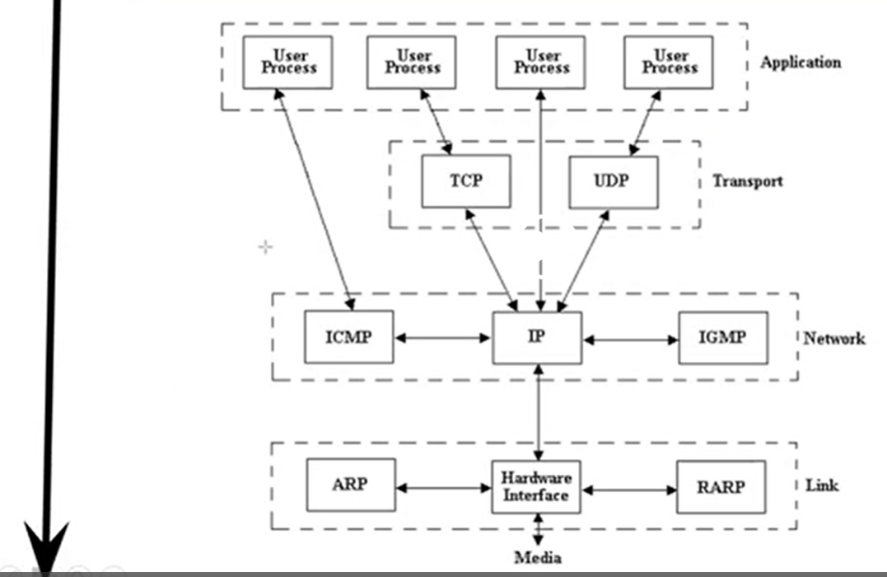 User
Process
User
Process
User
Process
User
Process
Application
TCP
UDP
Transport
ICMP
IP
IGMP
Network
ARP
Hardware
Interface
RARP
Link
Media